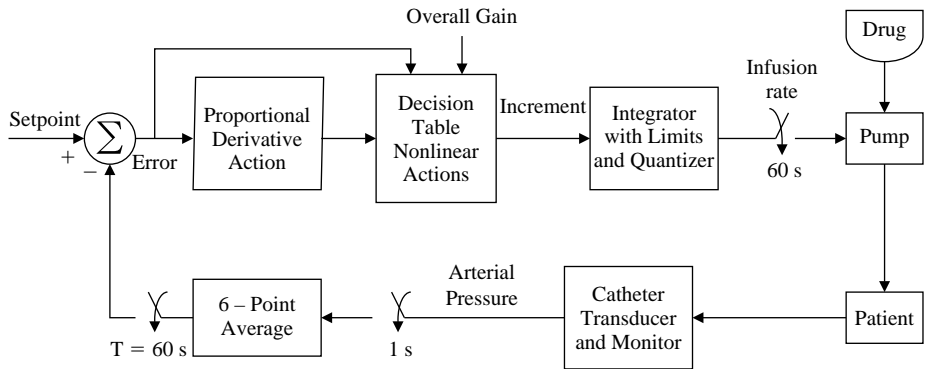 Overall Gain
Drug
Setpoint
+
−
Σ
Error
Proportional
Derivative
Action
Decision
Table
Nonlinear
Actions
Increment
Integrator
with Limits
and Quantizer
Infusion
rate
60 s
Pump
Patient
Catheter
Transducer
and Monitor
Arterial
Pressure
1 s
6 – Point
Average
T = 60 s